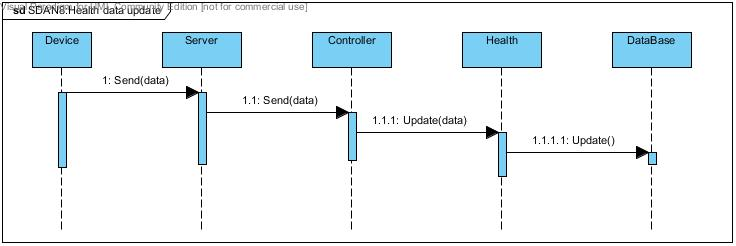 Visual Paradigm for UML Community Edition [not for commercial use]
sd SDAN8:Health data update
Device
Server
Controller
Health
DataBase
1: Send(data)
1.1: Send(data)
1.1.1: Update(data)
1.1.1.1: Update()